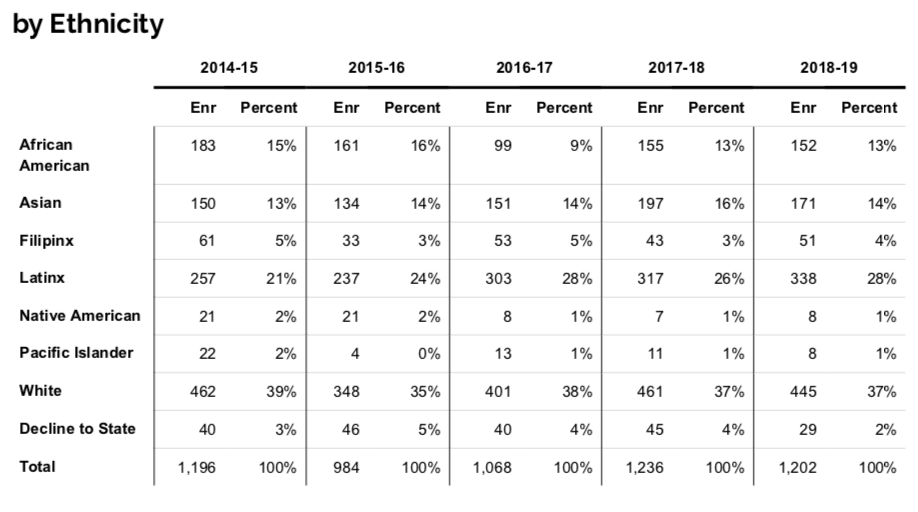 by Ethnicity
2014-15 2015-16 2016-17 2017-18 2018-19
Enr Percent Enr Percent Enr Percent Enr Percent Enr Percent
African American 183 15% 161 16% 99 9% 155 13% 152 13%
Asian 150 13% 134 14% 151 14% 197 16% 171 14%
Filipinx 61 5% 33 3% 53 5% 43 3% 51 4%
Latinx 257 21% 237 24% 303 28% 317 26% 338 28%
Native American 21 2% 21 2% 8 1% 7 1% 8 1%
Pacific Islander 22 2% 4 0% 13 1% 11 1% 8 1%
White 462 39% 348 35% 401 38% 461 37% 445 37%
Decline to State 40 3% 46 5% 40 4% 45 4% 29 2%
Total 1,196 100% 984 100% 1,068 100% 1,236 100% 1,202 100%